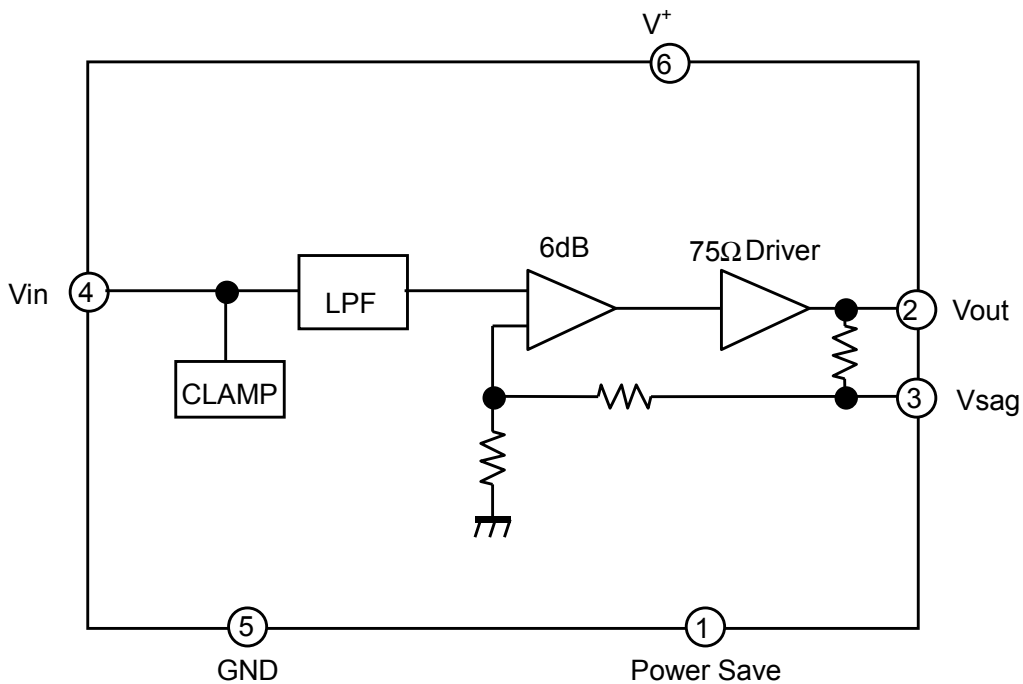 V+
6
6dB
75Ω Driver
Vin
4
LPF
2
Vout
CLAMP
3
Vsag
5
1
GND
Power Save